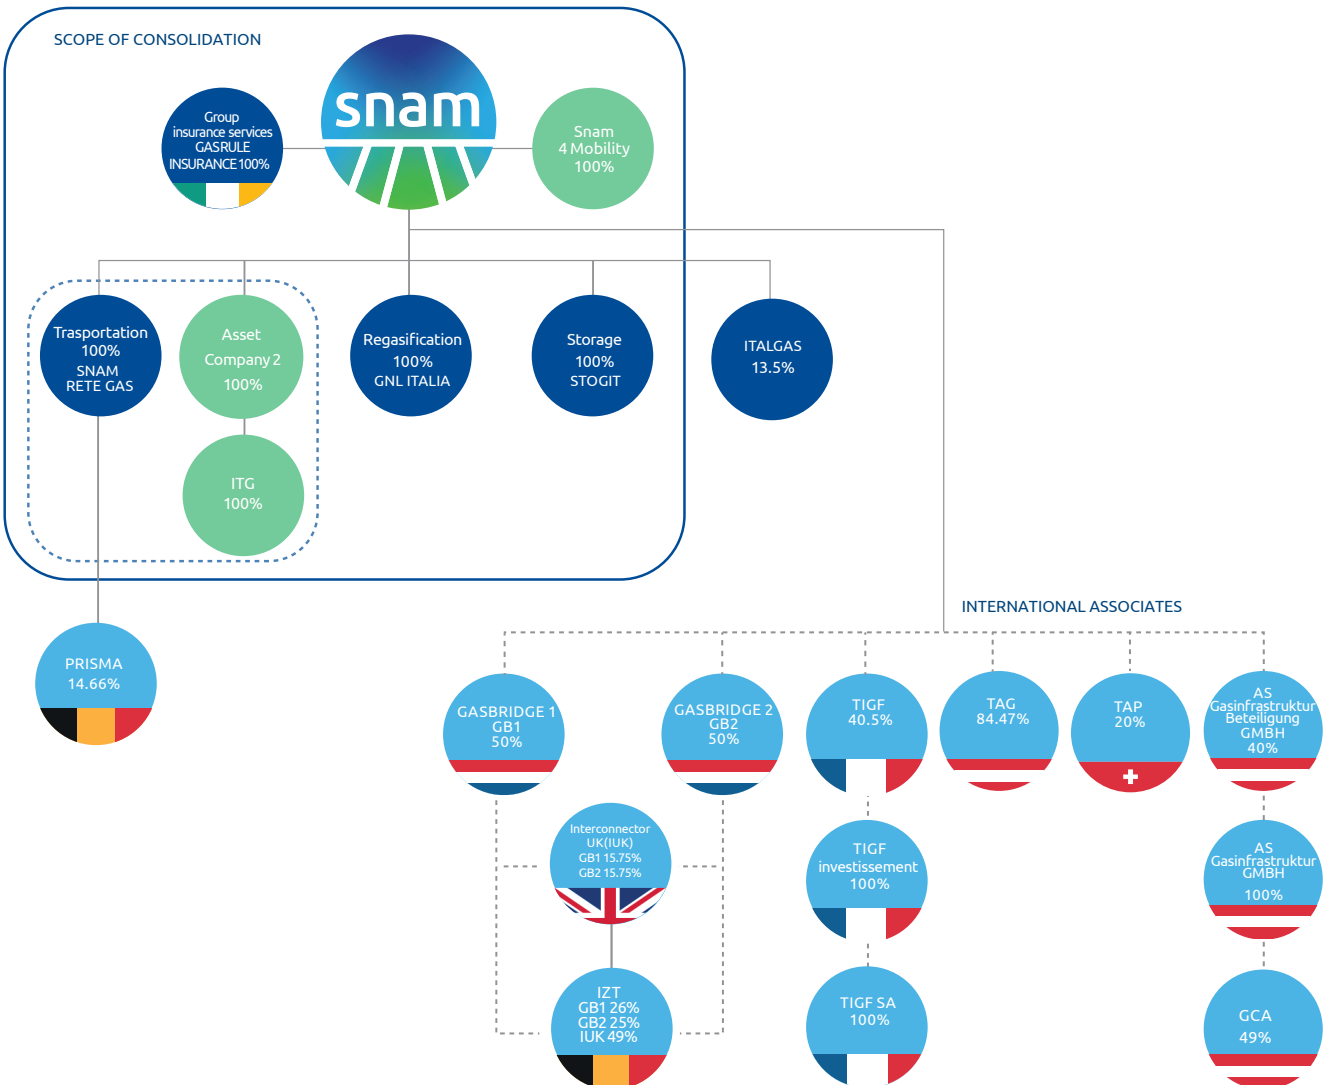 SCOPE OF CONSOLIDATION
snam
Group
insurance services
GASRULE
INSURANCE 100%
Snam
4 Mobility
100%
Trasportation
100%
SNAM
RETE GAS
Asset
Company 2
100%
Regasification
100%
GNL ITALIA
Storage
100%
STOGIT
ITALGAS
13.5%
ITG
100%
INTERNATIONAL ASSOCIATES
PRISMA
14.66%
GASBRIDGE 1
GB1
50%
GASBRIDGE 2
GB2
50%
TIGF
40.5%
TAG
84.47%
TAP
20%
AS
Gasinfrastruktur
Beteiligung
GMBH
40%
Interconnector
UK(IUK)
GB1 15.75%
GB2 15.75%
TIGF
investissement
100%
AS
Gasinfrastruktur
GMBH
100%
IZT
GB1 26%
GB2 25%
IUK 49%
TIGF SA
100%
GCA
49%